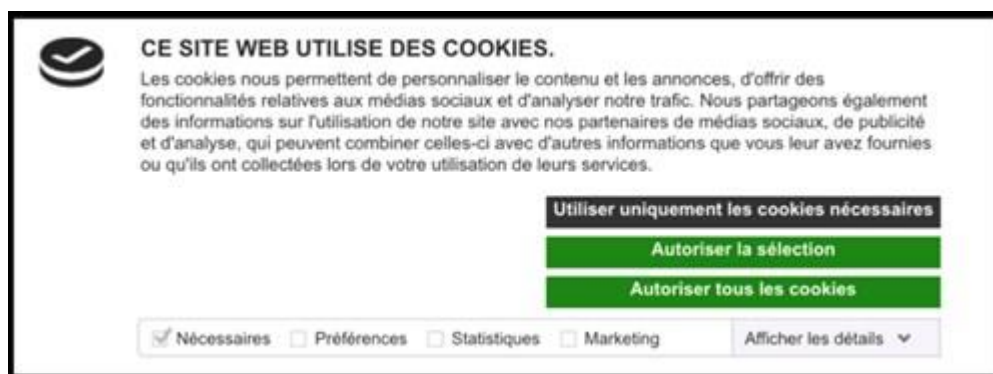 CE SITE WEB UTILISE DES COOKIES.
Les cookies nous permettent de personnaliser le contenu et les annonces, d'offrir des
fonctionnalités relatives aux médias sociaux et d'analyser notre trafic. Nous partageons également
des informations sur l'utilisation de notre site avec nos partenaires de médias sociaux, de publicité
et d'analyse, qui peuvent combiner celles-ci avec d'autres informations que vous leur avez fournies
ou qu'ils ont collectées lors de votre utilisation de leurs services.
Utiliser uniquement les cookies nécessaires
Autoriser la sélection
Autoriser tous les cookies
Nécessaires Préférences Statistiques Marketing Afficher les détails